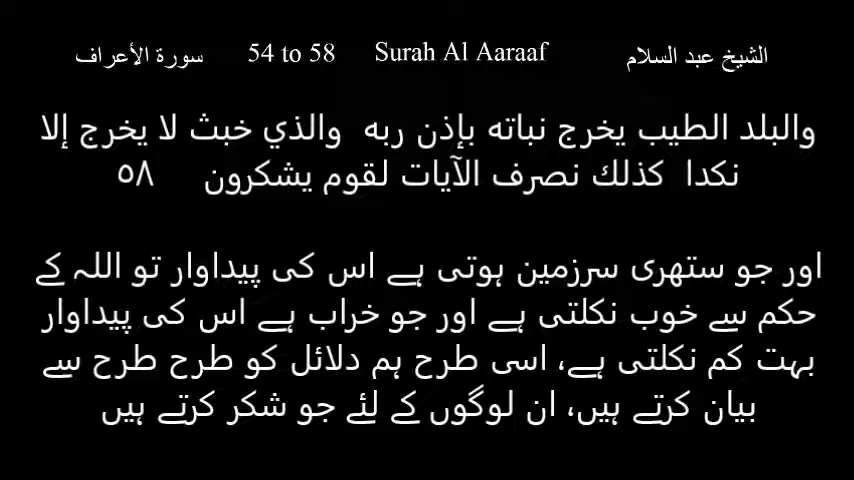 سورة الأعراف 54 to 58 Surah Al Aaraaf الشيخ عبد السلام
والبلد الطيب يخرج نباته بإذن ربه والذي خبث لا يخرج إلا
نكدا كذلك نصرف الآيات لقوم يشكرون ٥٨
اور جو ستھری سرزمین ہوتی ہے اس کی پیداوار تو اللہ کے
حکم سے خوب نکلتی ہے اور جو خراب ہے اس کی پیداوار
بہت کم نکلتی ہے، اسی طرح ہم دلائل کو طرح طرح سے
بیان کرتے ہیں، ان لوگوں کے لئے جو شکر کرتے ہیں